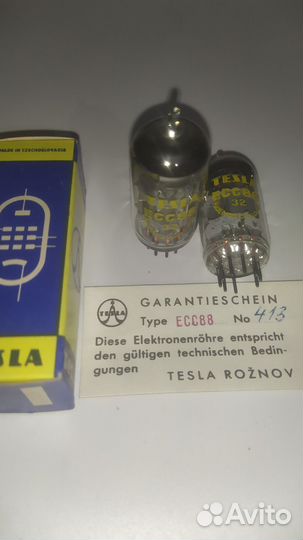 MADE IN CZECHOSLOVAKIA
TESLA
ECC88
TESLA
32
ESLA
TESLA
GARANTIESCHEIN
Type ECC88 No 413
Diese Elektronenröhre entspricht
den gültigen technischen Bedin-
gungen TESLA ROŽNOV
Avito